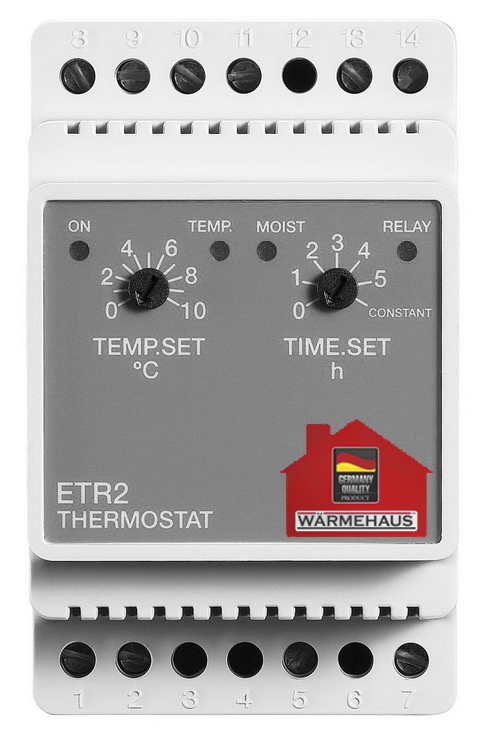 8 9 10 11 12 13 14
ON TEMP. MOIST RELAY
0 2 4 6 8 10
0 1 2 3 4 5 CONSTANT
TEMP.SET TIME.SET
°C h
GERMANY
QUALITY
PRODUCT
ETR2
THERMOSTAT
WÄRMEHAUS
1 2 3 4 5 6 7